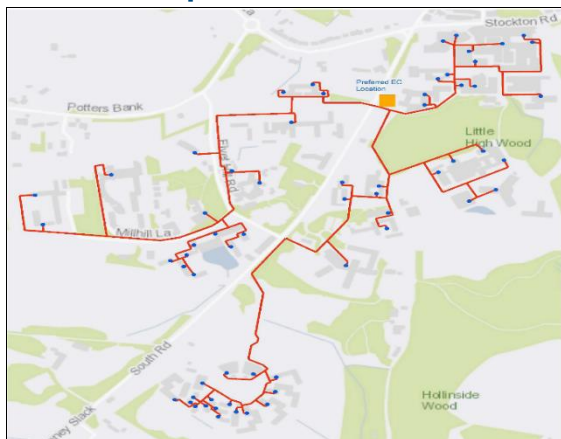 Stockton Rd
Preferred EC
Location
Potters Bank
Little
High Wood
Millhill La
South Rd
Hollinside
Wood